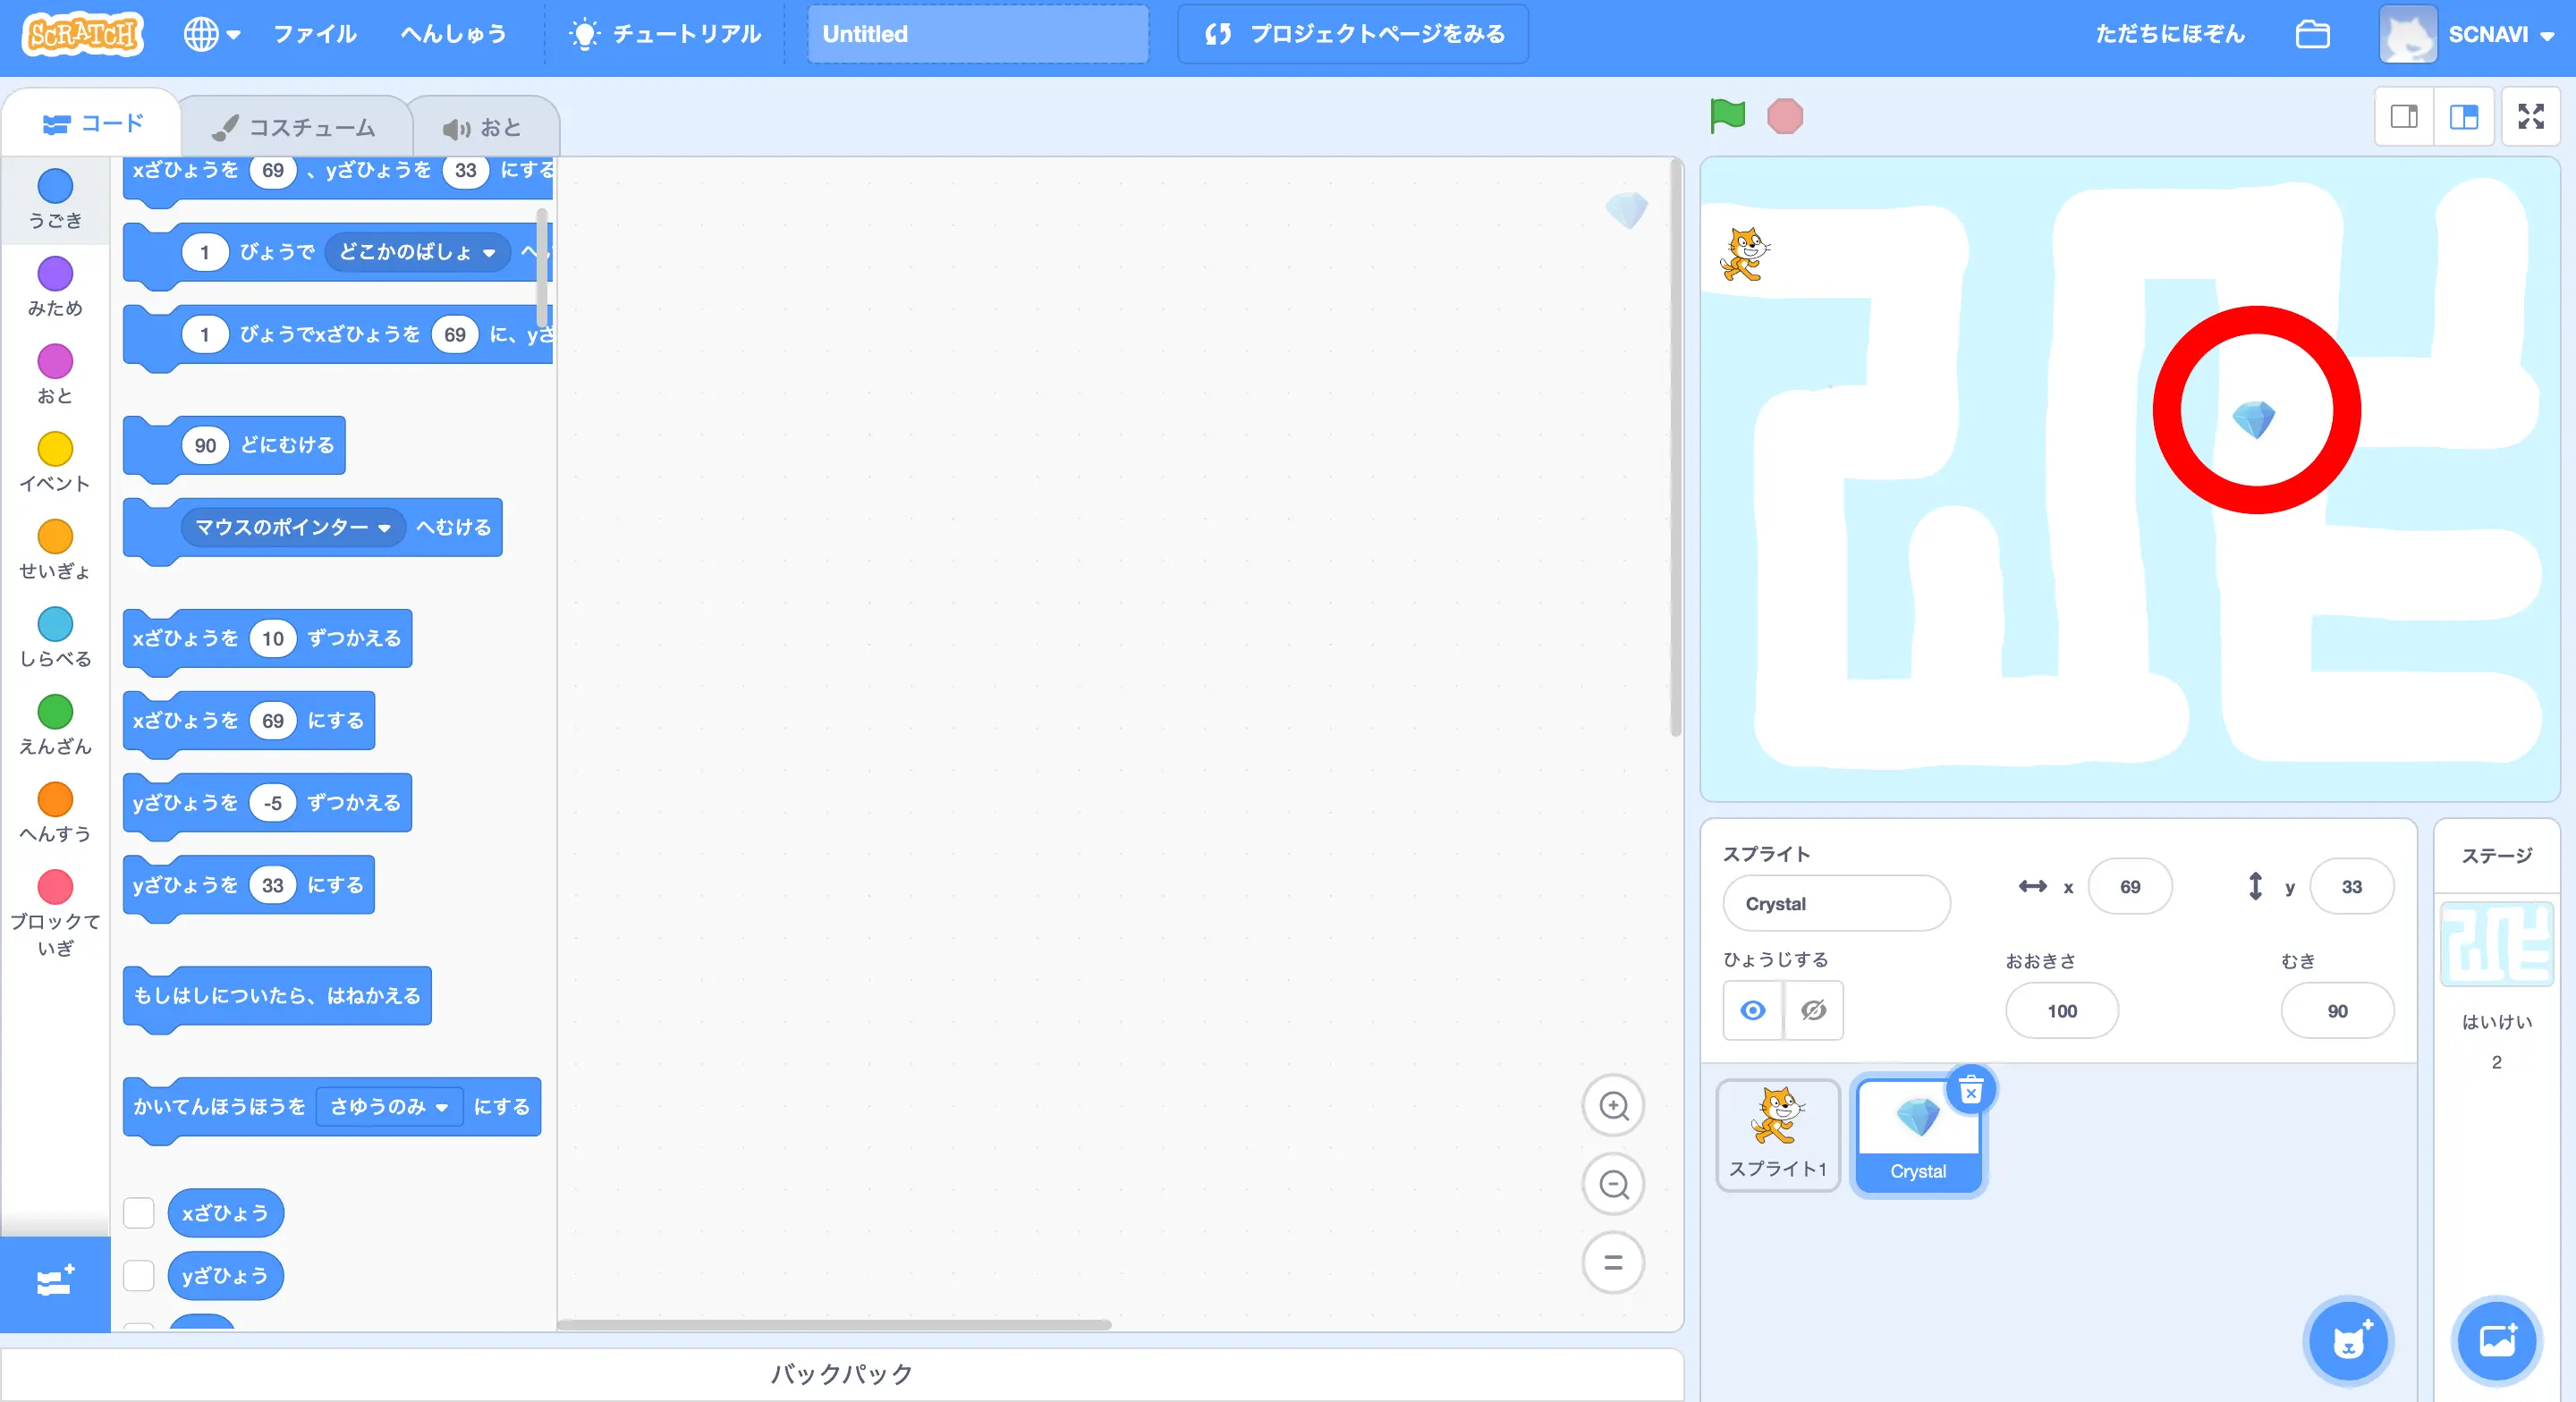 SCRATCH
ファイル
へんしゅう
チュートリアル
Untitled
プロジェクトページをみる
ただちにほぞん
SCNAVI
コード
コスチューム
おと
うごき
みため
おと
イベント
せいぎょ
しらべる
えんざん
へんすう
ブロックて
いぎ
xざひょうを 69 、yざひょうを 33 にする
1 びょうで どこかのばしょ へ
1 びょうでxざひょうを 69 に、yざ
90 どにむける
マウスのポインター へむける
xざひょうを 10 ずつかえる
xざひょうを 69 にする
yざひょうを -5 ずつかえる
yざひょうを 33 にする
もしはしについたら、はねかえる
かいてんほうほうを さゆうのみ にする
xざひょう
yざひょう
バックパック
スプライト
Crystal
x 69
y 33
ひょうじする
おおきさ
100
むき
90
スプライト1
Crystal
ステージ
はいけい
2